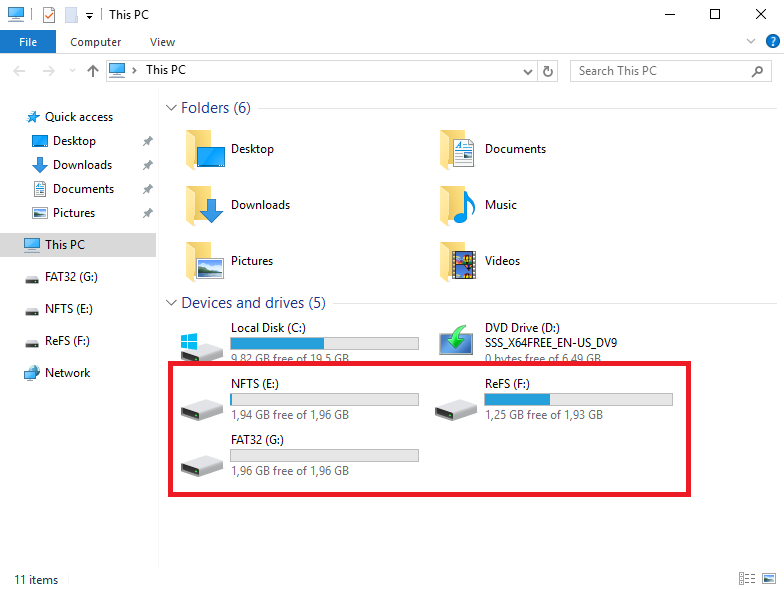 This PC
File Computer View
This PC Search This PC
Quick access
Desktop
Downloads
Documents
Pictures
This PC
FAT32 (G:)
NFTS (E:)
ReFS (F:)
Network
Folders (6)
Desktop
Documents
Downloads
Music
Pictures
Videos
Devices and drives (5)
Local Disk (C:)
9,82 GB free of 19,5 GB
DVD Drive (D:)
SSS_X64FREE_EN-US_DV9
0 bytes free of 6,49 GB
NFTS (E:)
1,94 GB free of 1,96 GB
ReFS (F:)
1,25 GB free of 1,93 GB
FAT32 (G:)
1,96 GB free of 1,96 GB
11 items